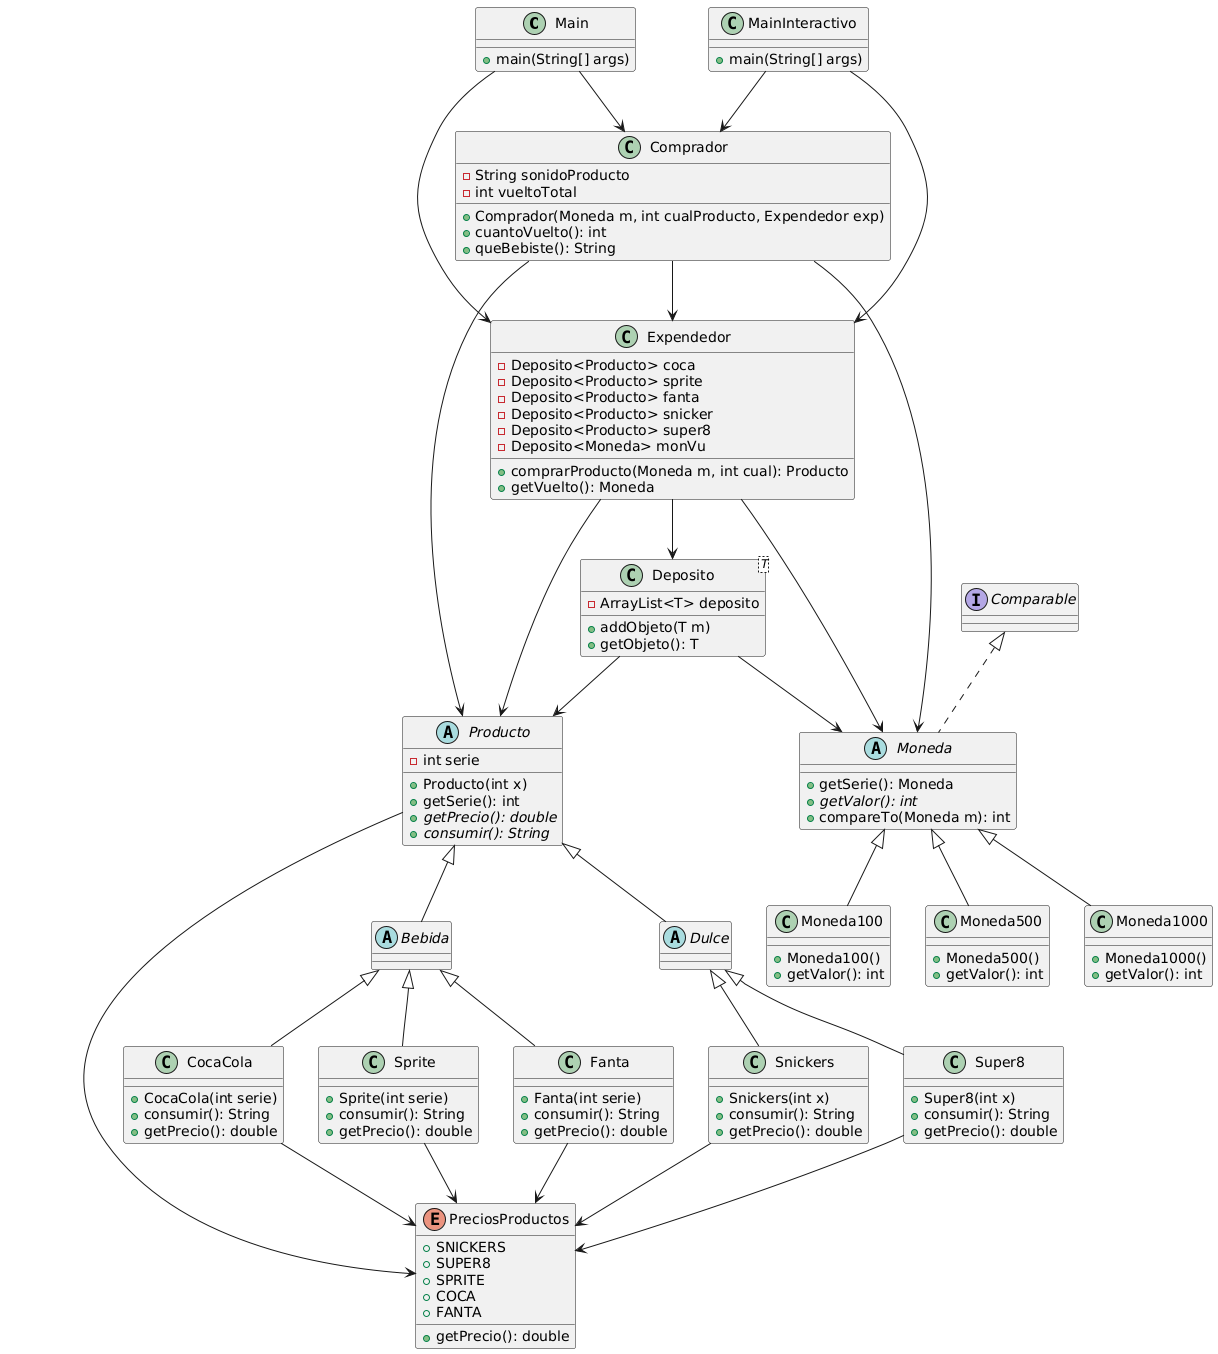 C Main
main(String[] args)
C MainInteractivo
main(String[] args)
C Comprador
String sonidoProducto
int vueltoTotal
Comprador(Moneda m, int cualProducto, Expendedor exp)
cuantoVuelto(): int
queBebiste(): String
C Expendedor
Deposito<Producto> coca
Deposito<Producto> sprite
Deposito<Producto> fanta
Deposito<Producto> snicker
Deposito<Producto> super8
Deposito<Moneda> monVu
comprarProducto(Moneda m, int cual): Producto
getVuelto(): Moneda
C Deposito
T
ArrayList<T> deposito
addObjeto(T m)
getObjeto(): T
I Comparable
A Producto
int serie
Producto(int x)
getSerie(): int
getPrecio(): double
consumir(): String
A Moneda
getSerie(): Moneda
getValor(): int
compareTo(Moneda m): int
A Bebida
A Dulce
C Moneda100
Moneda100()
getValor(): int
C Moneda500
Moneda500()
getValor(): int
C Moneda1000
Moneda1000()
getValor(): int
C CocaCola
CocaCola(int serie)
consumir(): String
getPrecio(): double
C Sprite
Sprite(int serie)
consumir(): String
getPrecio(): double
C Fanta
Fanta(int serie)
consumir(): String
getPrecio(): double
C Snickers
Snickers(int x)
consumir(): String
getPrecio(): double
C Super8
Super8(int x)
consumir(): String
getPrecio(): double
E PreciosProductos
SNICKERS
SUPER8
SPRITE
COCA
FANTA
getPrecio(): double